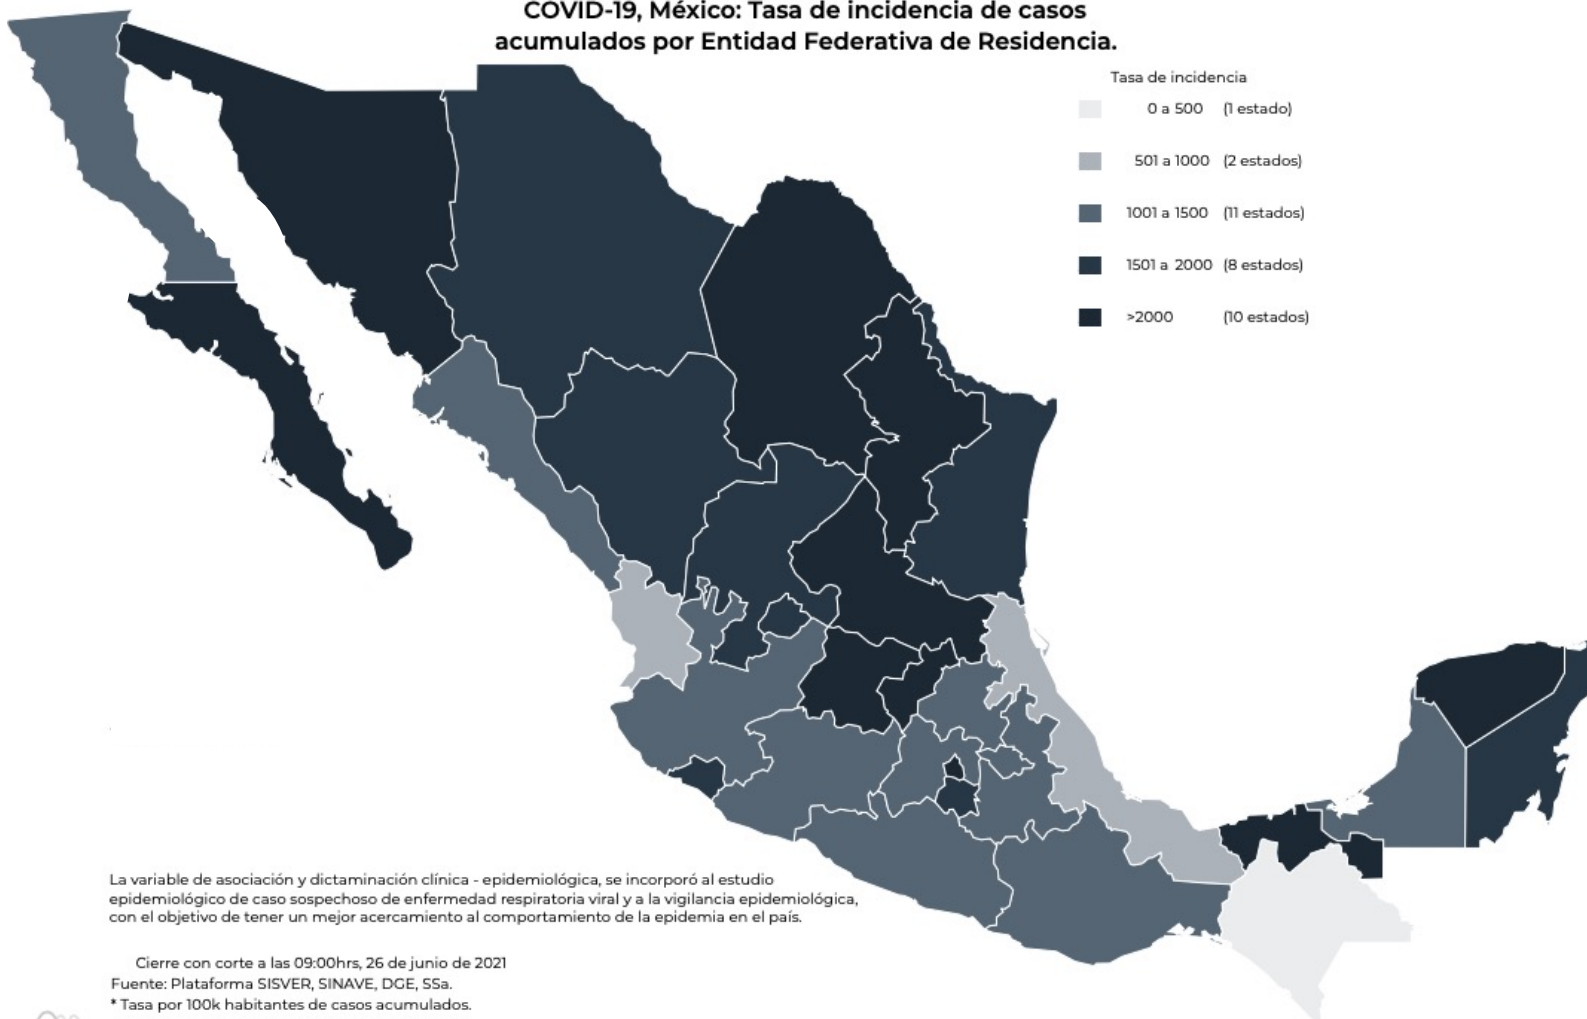 COVID-19, México: Tasa de incidencia de casos
acumulados por Entidad Federativa de Residencia.
Tasa de incidencia
0 a 500 (1 estado)
501 a 1000 (2 estados)
1001 a 1500 (11 estados)
1501 a 2000 (8 estados)
>2000 (10 estados)
La variable de asociación y dictaminación clínica - epidemiológica, se incorporó al estudio
epidemiológico de caso sospechoso de enfermedad respiratoria viral y a la vigilancia epidemiológica,
con el objetivo de tener un mejor acercamiento al comportamiento de la epidemia en el país.
Cierre con corte a las 09:00hrs, 26 de junio de 2021
Fuente: Plataforma SISVER, SINAVE, DGE, SSa.
* Tasa por 100k habitantes de casos acumulados.